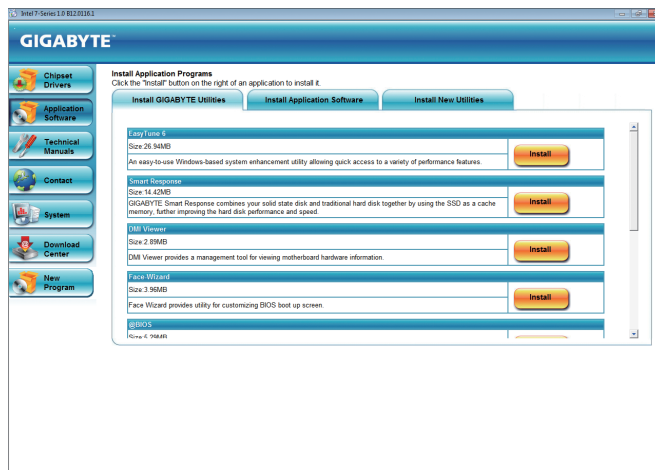 Intel 7-Series 1.0 B12.0116.1
GIGABYTE™
Chipset
Drivers
Application
Software
Technical
Manuals
Contact
System
Download
Center
New
Program
Install Application Programs
Click the "Install" button on the right of an application to install it.
Install GIGABYTE Utilities
Install Application Software
Install New Utilities
EasyTune 6
Size:26.94MB
An easy-to-use Windows-based system enhancement utility allowing quick access to a variety of performance features.
Install
Smart Response
Size:14.42MB
GIGABYTE Smart Response combines your solid state disk and traditional hard disk together by using the SSD as a cache
memory, further improving the hard disk performance and speed.
Install
DMI Viewer
Size:2.89MB
DMI Viewer provides a management tool for viewing motherboard hardware information.
Install
Face-Wizard
Size:3.96MB
Face Wizard provides utility for customizing BIOS boot up screen.
Install
@BIOS
Size:5.29MB